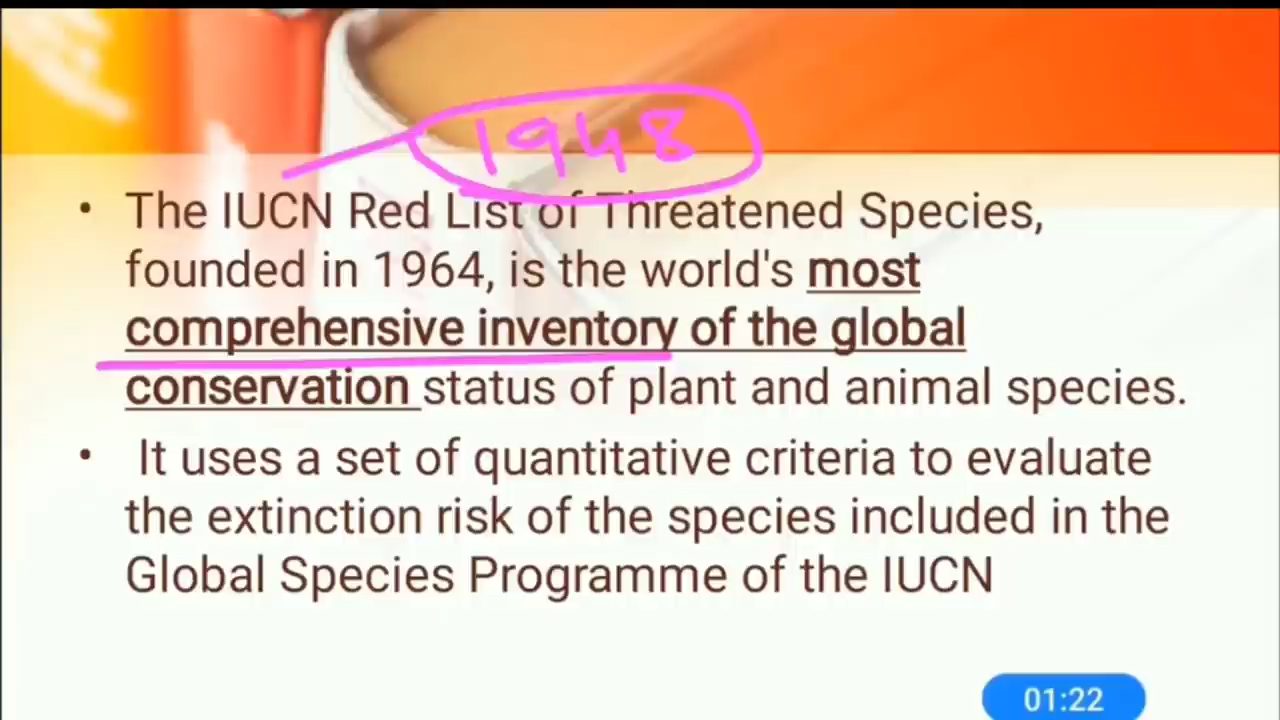 1948
• The IUCN Red List of Threatened Species,
founded in 1964, is the world's most
comprehensive inventory of the global
conservation status of plant and animal species.
• It uses a set of quantitative criteria to evaluate
the extinction risk of the species included in the
Global Species Programme of the IUCN
01:22